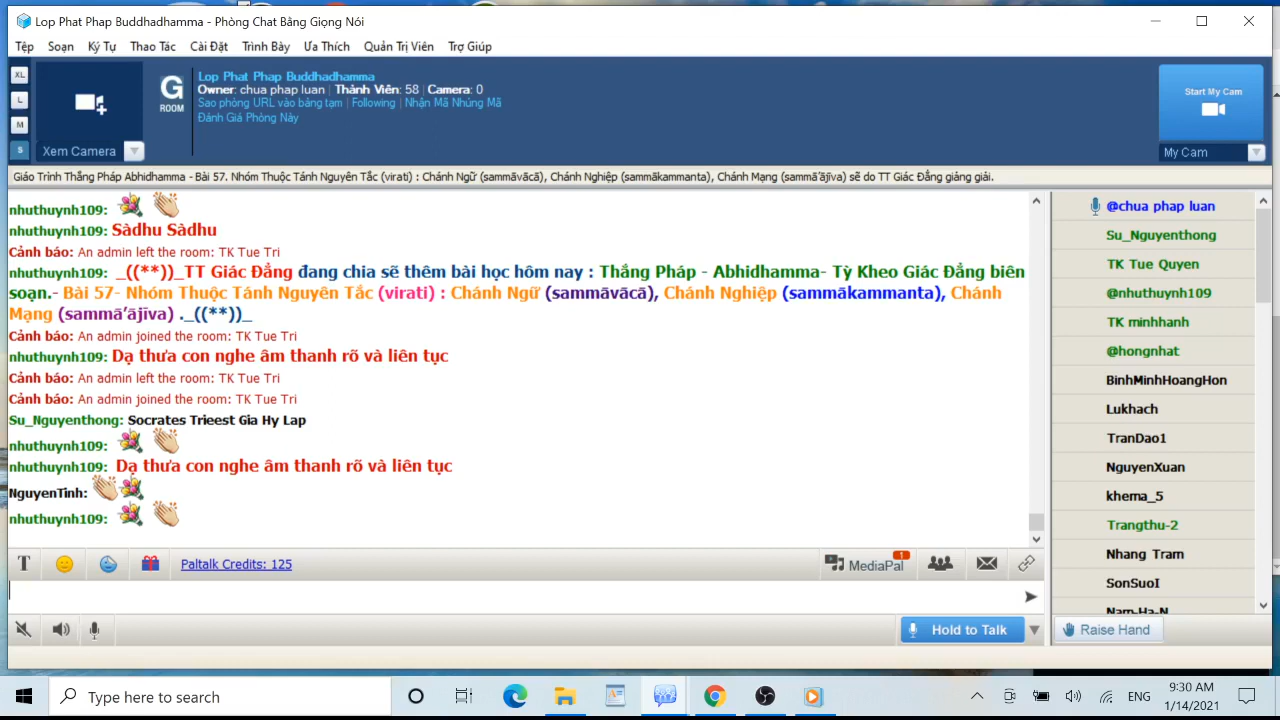 Lop Phat Phap Buddhadhamma - Phòng Chat Bằng Giọng Nói
Tệp Soạn Ký Tự Thao Tác Cài Đặt Trình Bày Ưa Thích Quản Trị Viên Trợ Giúp
XL
L
M
S
Xem Camera
G
ROOM
Lop Phat Phap Buddhadhamma
Owner: chua phap luan | Thành Viên: 58 | Camera: 0
Sao phòng URL vào bảng tạm | Following | Nhận Mã Nhúng Mã
Đánh Giá Phòng Này
Start My Cam
My Cam
Giáo Trình Thắng Pháp Abhidhamma - Bài 57. Nhóm Thuộc Tánh Nguyên Tắc (virati) : Chánh Ngữ (sammāvācā), Chánh Nghiệp (sammākammanta), Chánh Mạng (sammā'ājīva) sẽ do TT Giác Đẳng giảng giải.
nhuthuynh109:
nhuthuynh109: Sàdhu Sàdhu
Cảnh báo: An admin left the room: TK Tue Tri
nhuthuynh109: _((**))_TT Giác Đẳng đang chia sẽ thêm bài học hôm nay : Thắng Pháp - Abhidhamma- Tỳ Kheo Giác Đẳng biên
soạn.- Bài 57- Nhóm Thuộc Tánh Nguyên Tắc (virati) : Chánh Ngữ (sammāvācā), Chánh Nghiệp (sammākammanta), Chánh
Mạng (sammā'ājīva) ._((**))_
Cảnh báo: An admin joined the room: TK Tue Tri
nhuthuynh109: Dạ thưa con nghe âm thanh rõ và liên tục
Cảnh báo: An admin left the room: TK Tue Tri
Cảnh báo: An admin joined the room: TK Tue Tri
Su_Nguyenthong: Socrates Trieest Gia Hy Lap
nhuthuynh109:
nhuthuynh109: Dạ thưa con nghe âm thanh rõ và liên tục
NguyenTinh:
nhuthuynh109:
@chua phap luan
Su_Nguyenthong
TK Tue Quyen
@nhuthuynh109
TK minhhanh
@hongnhat
BinhMinhHoangHon
Lukhach
TranDao1
NguyenXuan
khema_5
Trangthu-2
Nhang Tram
SonSuoI
Nam-Ha-N
T Paltalk Credits: 125 MediaPal 1
Hold to Talk Raise Hand
Type here to search ENG 9:30 AM
1/14/2021